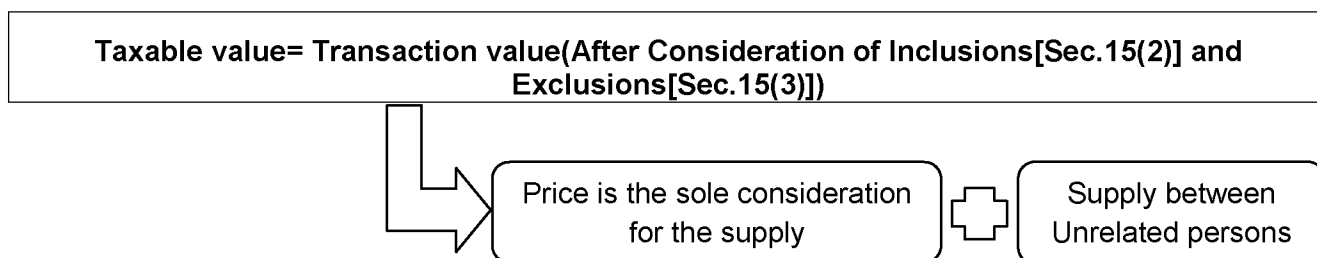 Taxable value= Transaction value(After Consideration of Inclusions[Sec.15(2)] and
Exclusions[Sec.15(3)])
Price is the sole consideration
for the supply
Supply between
Unrelated persons